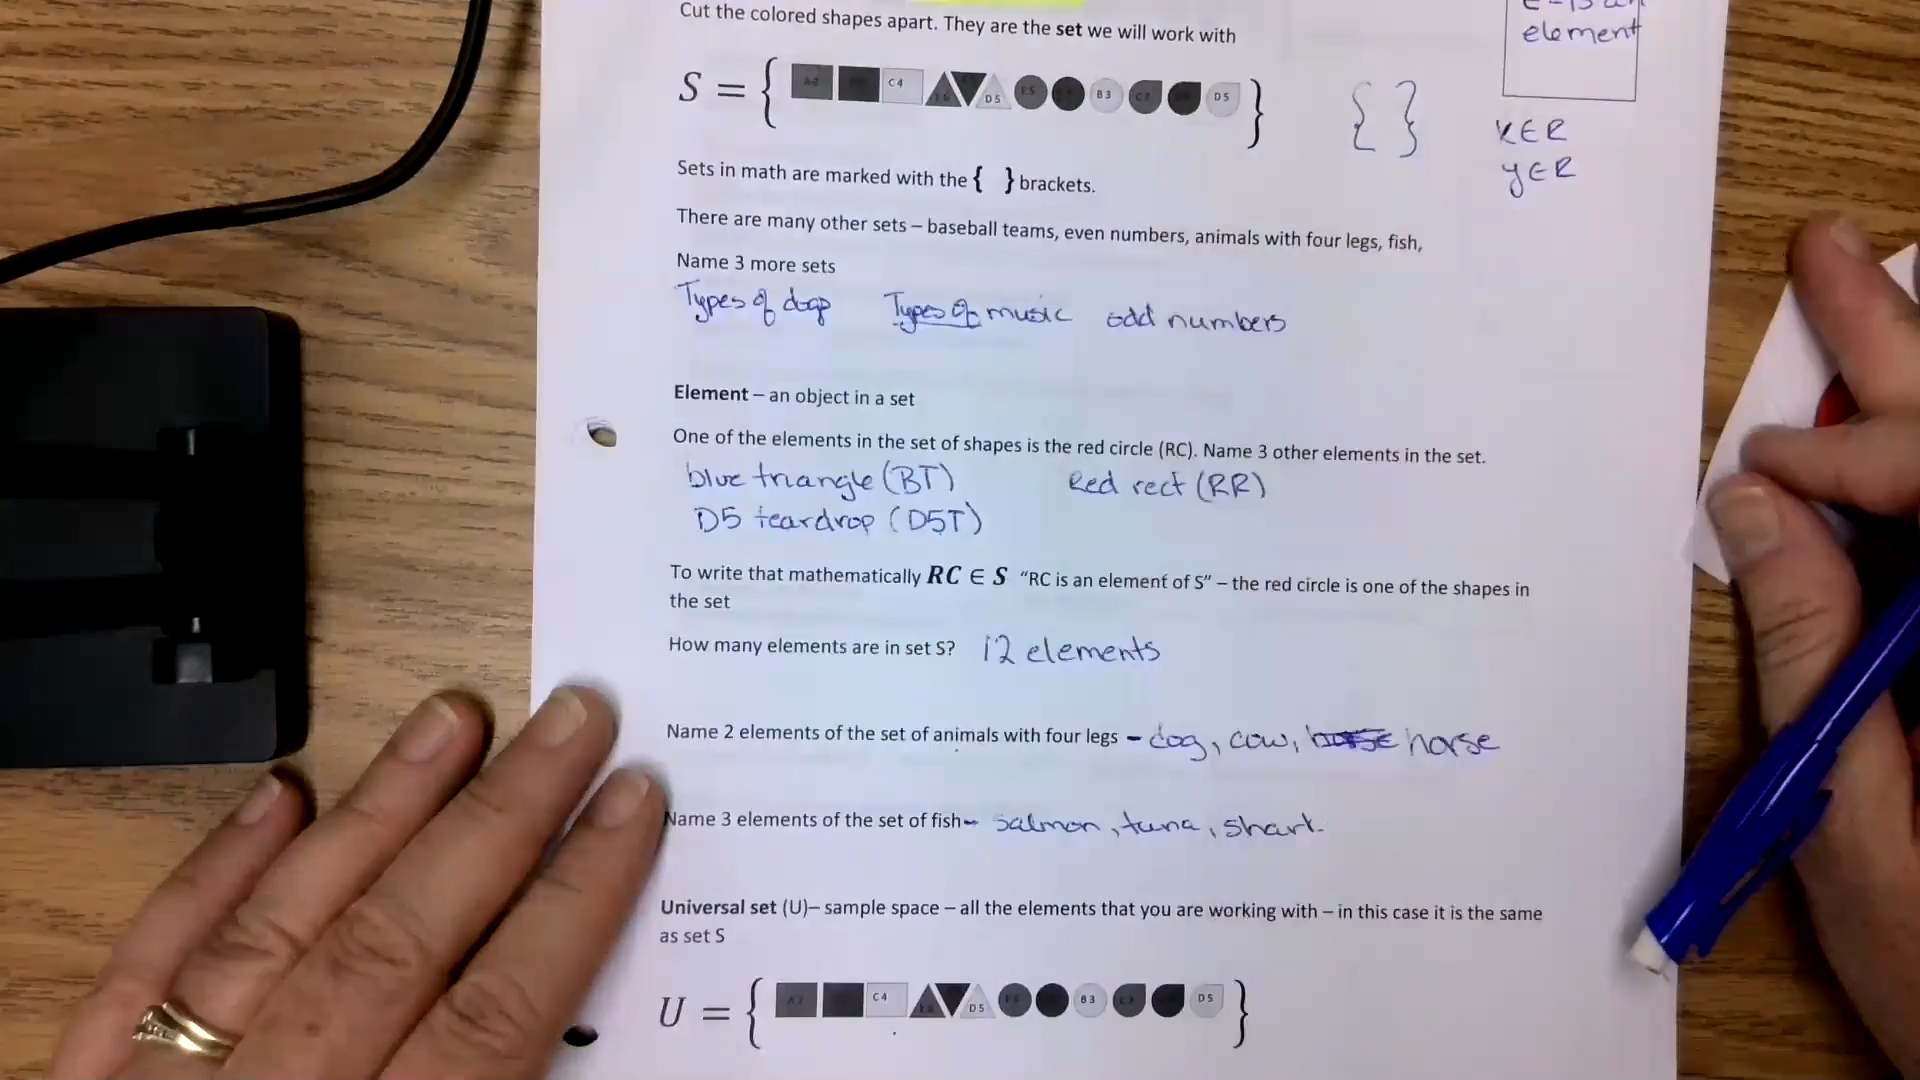 Cut the colored shapes apart. They are the set we will work with
element
S = { A2 C4 D5 B3 D5 }
{ }
x∈R
y∈R
Sets in math are marked with the { } brackets.
There are many other sets – baseball teams, even numbers, animals with four legs, fish,
Name 3 more sets
Types of dogs Types of music odd numbers
Element – an object in a set
One of the elements in the set of shapes is the red circle (RC). Name 3 other elements in the set.
blue triangle (BT) Red rect (RR)
D5 teardrop (D5T)
To write that mathematically RC ∈ S “RC is an element of S” – the red circle is one of the shapes in
the set
How many elements are in set S? 12 elements
Name 2 elements of the set of animals with four legs – dog, cow, horse
Name 3 elements of the set of fish – salmon, tuna, shark.
Universal set (U)– sample space – all the elements that you are working with – in this case it is the same
as set S
U = { A2 C4 D5 B3 D5 }